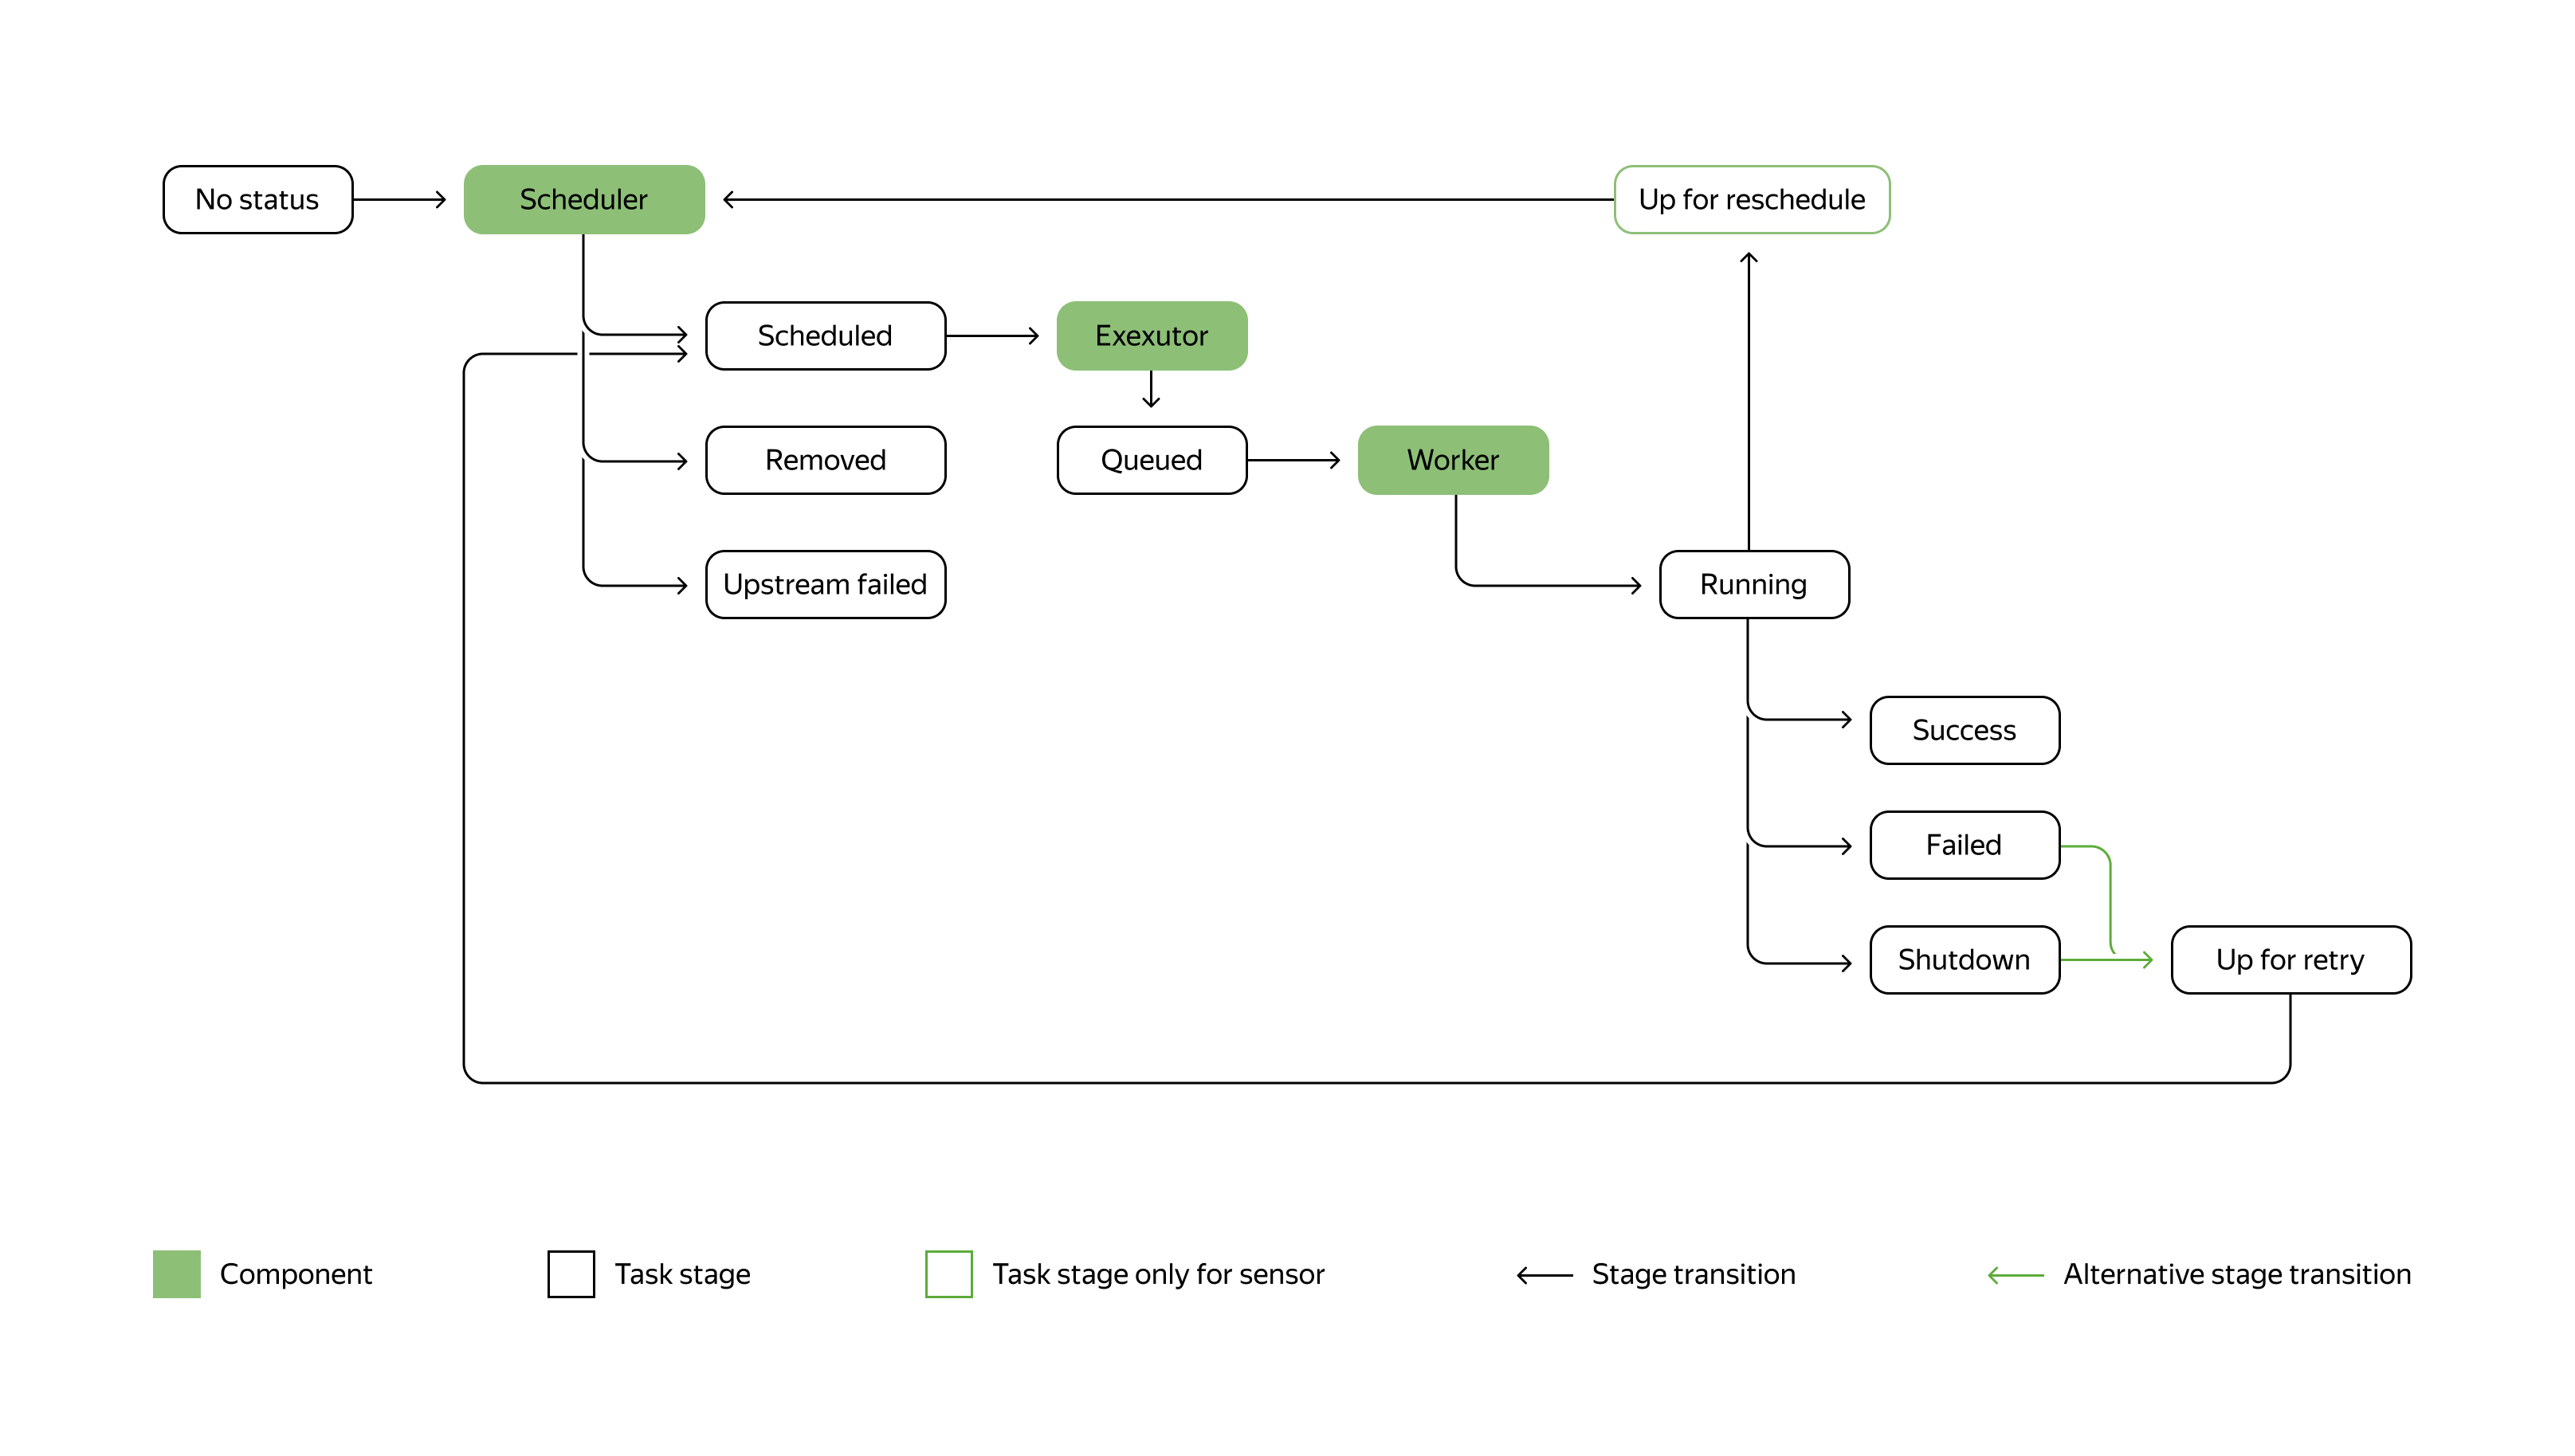 No status
Scheduler
Up for reschedule
Scheduled
Exexutor
Removed
Queued
Worker
Upstream failed
Running
Success
Failed
Shutdown
Up for retry
Component
Task stage
Task stage only for sensor
Stage transition
Alternative stage transition